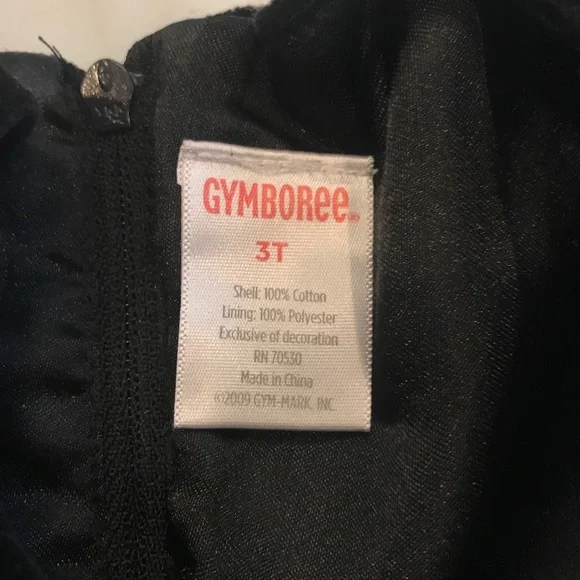 GYMBOREE®
3T
Shell: 100% Cotton
Lining: 100% Polyester
Exclusive of decoration
RN 70530
Made in China
©2009 GYM-MARK, INC.